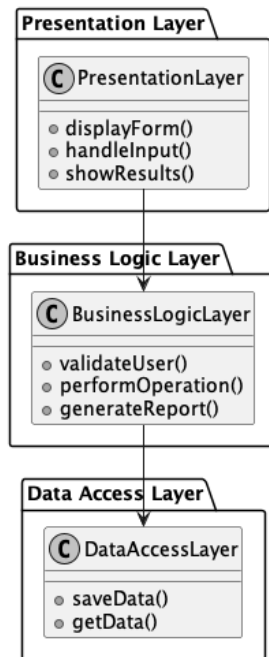 Presentation Layer
C PresentationLayer
displayForm()
handleInput()
showResults()
Business Logic Layer
C BusinessLogicLayer
validateUser()
performOperation()
generateReport()
Data Access Layer
C DataAccessLayer
saveData()
getData()